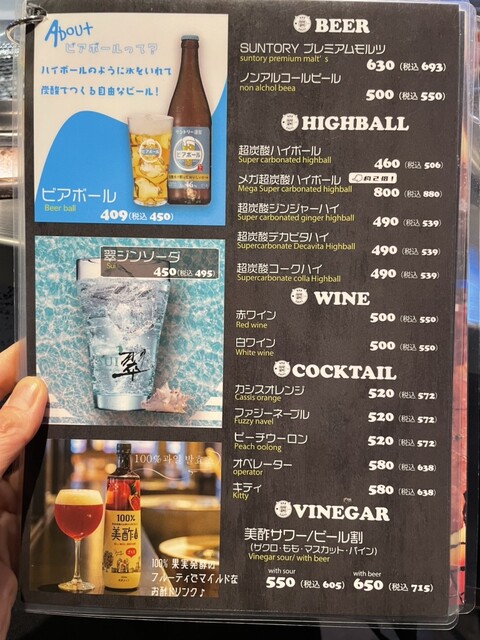 About
ビアボールって?
ハイボールのように氷をいれて
炭酸でつくる自由なビール!
ビアボール
Beer ball
409(税込 450)
翠ジンソーダ
450(税込 495)
翠
100%
美酢
100% 果実発酵の
フルーティでマイルドな
お酢ドリンク♪
BEER
SUNTORY プレミアムモルツ
suntory premium malt's
630 (税込 693)
ノンアルコールビール
non alchol beea
500 (税込 550)
HIGHBALL
超炭酸ハイボール
Super carbonated highball
460 (税込 506)
メガ超炭酸ハイボール
約2倍!
Mega Super carbonated highball
800 (税込 880)
超炭酸ジンジャーハイ
Super carbonated ginger highball
490 (税込 539)
超炭酸デカビタハイ
Supercarbonate Decavita Highball
490 (税込 539)
超炭酸コークハイ
Supercarbonate colla Highball
490 (税込 539)
WINE
赤ワイン
Red wine
500 (税込 550)
白ワイン
White wine
500 (税込 550)
COCKTAIL
カシスオレンジ
Cassis orange
520 (税込 572)
ファジーネーブル
Fuzzy navel
520 (税込 572)
ピーチウーロン
Peach oolong
520 (税込 572)
オペレーター
operator
580 (税込 638)
キティ
Kitty
580 (税込 638)
VINEGAR
美酢サワー/ビール割
(ザクロ・もも・マスカット・パイン)
Vinegar sour/ with beer
with sour
550 (税込 605)
with beer
650 (税込 715)